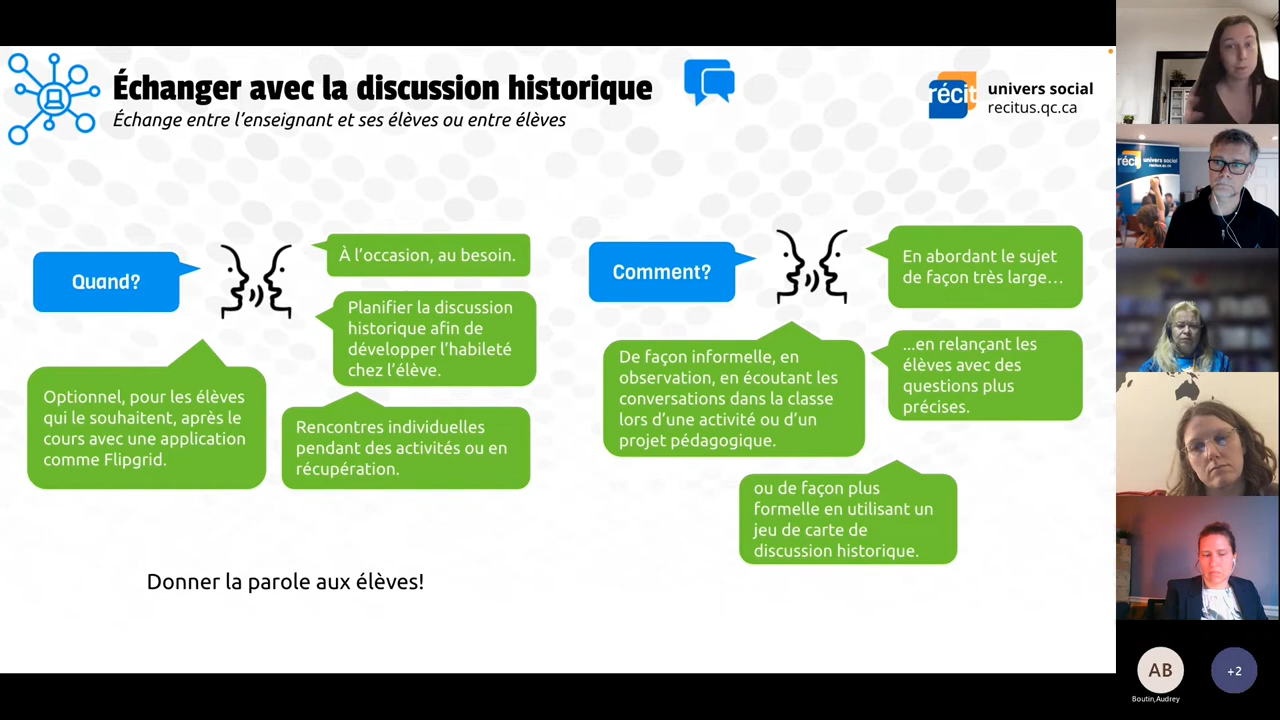 Échanger avec la discussion historique
Échange entre l'enseignant et ses élèves ou entre élèves
récit
univers social
recitus.qc.ca
Quand?
À l'occasion, au besoin.
Planifier la discussion
historique afin de
développer l'habileté
chez l'élève.
Optionnel, pour les élèves
qui le souhaitent, après le
cours avec une application
comme Flipgrid.
Rencontres individuelles
pendant des activités ou en
récupération.
Donner la parole aux élèves!
Comment?
En abordant le sujet
de façon très large…
...en relançant les
élèves avec des
questions plus
précises.
De façon informelle, en
observation, en écoutant les
conversations dans la classe
lors d'une activité ou d'un
projet pédagogique.
ou de façon plus
formelle en utilisant un
jeu de carte de
discussion historique.
récit
univers social
recitus.qc.ca
AB
Boutin,Audrey
+2